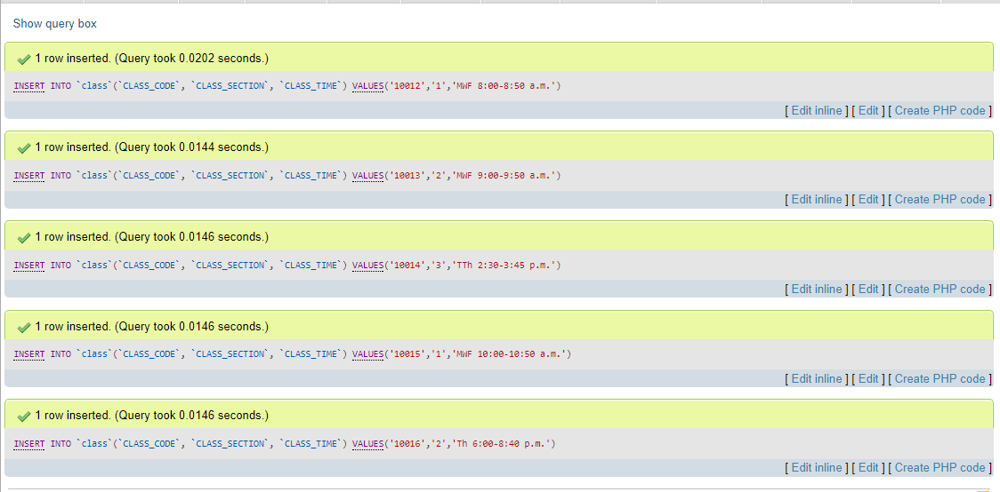 Show query box
1 row inserted. (Query took 0.0202 seconds.)
INSERT INTO `class`(`CLASS_CODE`, `CLASS_SECTION`, `CLASS_TIME`) VALUES('10012','1','MWF 8:00-8:50 a.m.')
[ Edit inline ] [ Edit ] [ Create PHP code ]
1 row inserted. (Query took 0.0144 seconds.)
INSERT INTO `class`(`CLASS_CODE`, `CLASS_SECTION`, `CLASS_TIME`) VALUES('10013','2','MWF 9:00-9:50 a.m.')
[ Edit inline ] [ Edit ] [ Create PHP code ]
1 row inserted. (Query took 0.0146 seconds.)
INSERT INTO `class`(`CLASS_CODE`, `CLASS_SECTION`, `CLASS_TIME`) VALUES('10014','3','TTh 2:30-3:45 p.m.')
[ Edit inline ] [ Edit ] [ Create PHP code ]
1 row inserted. (Query took 0.0146 seconds.)
INSERT INTO `class`(`CLASS_CODE`, `CLASS_SECTION`, `CLASS_TIME`) VALUES('10015','1','MWF 10:00-10:50 a.m.')
[ Edit inline ] [ Edit ] [ Create PHP code ]
1 row inserted. (Query took 0.0146 seconds.)
INSERT INTO `class`(`CLASS_CODE`, `CLASS_SECTION`, `CLASS_TIME`) VALUES('10016','2','Th 6:00-8:40 p.m.')
[ Edit inline ] [ Edit ] [ Create PHP code ]